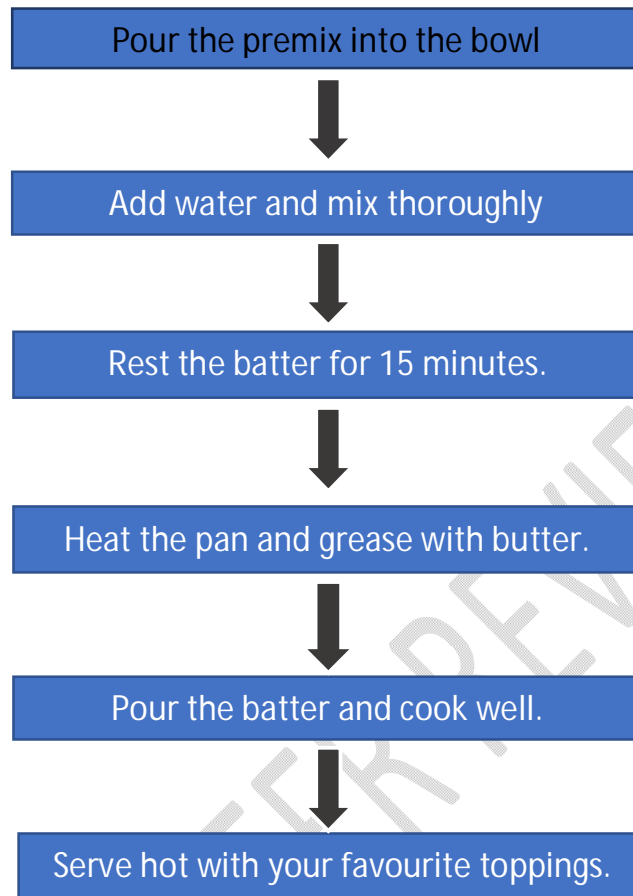 Pour the premix into the bowl
Add water and mix thoroughly
Rest the batter for 15 minutes.
Heat the pan and grease with butter.
Pour the batter and cook well.
Serve hot with your favourite toppings.